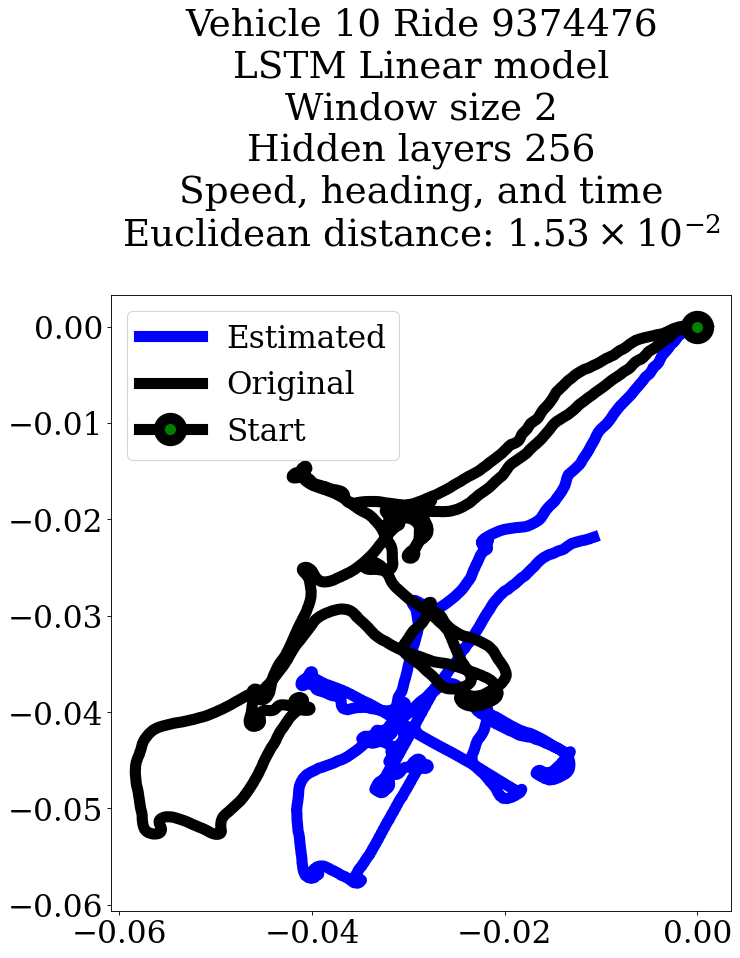 Vehicle 10 Ride 9374476
LSTM Linear model
Window size 2
Hidden layers 256
Speed, heading, and time
Euclidean distance: 1.53 × 10⁻²
Estimated
Original
Start
0.00
−0.01
−0.02
−0.03
−0.04
−0.05
−0.06
−0.06 −0.04 −0.02 0.00